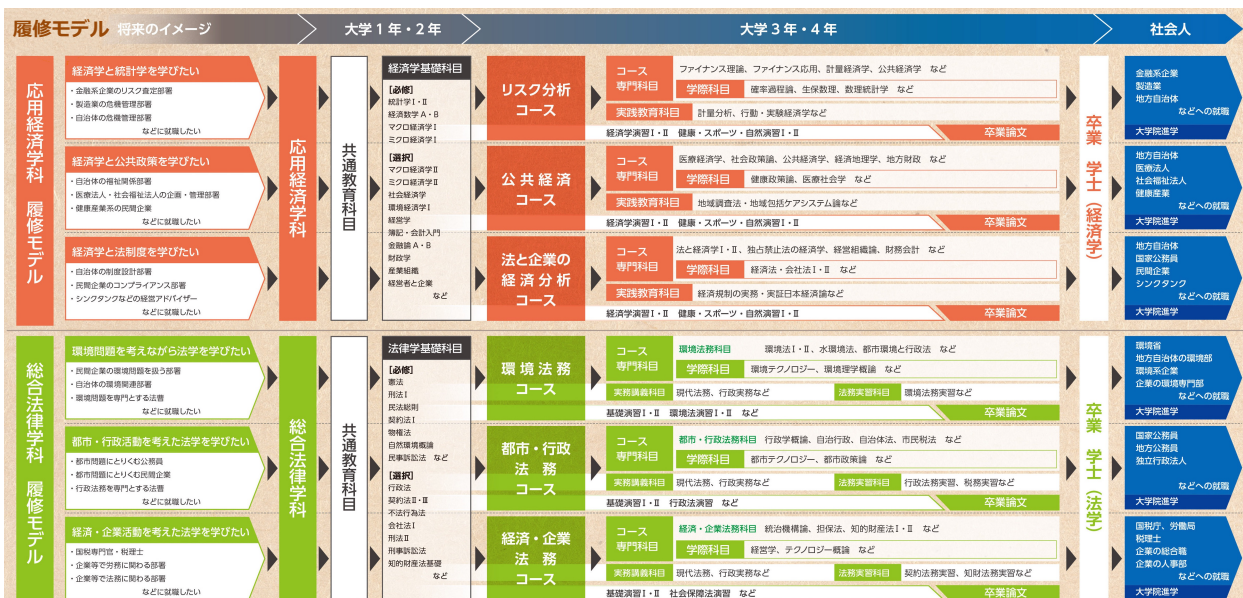 履修モデル 将来のイメージ
大学1年・2年
大学3年・4年
社会人
応用経済学科 履修モデル
経済学と統計学を学びたい
・金融系企業のリスク査定部署
・製造業の危機管理部署
・自治体の危機管理部署
などに就職したい
経済学と公共政策を学びたい
・自治体の福祉関係部署
・医療法人・社会福祉法人の企画・管理部署
・健康産業系の民間企業
などに就職したい
経済学と法制度を学びたい
・自治体の制度設計部署
・民間企業のコンプライアンス部署
・シンクタンクなどの経営アドバイザー
などに就職したい
応用経済学科
共通教育科目
経済学基礎科目
[必修]
統計学Ⅰ・Ⅱ
経済数学A・B
マクロ経済学Ⅰ
ミクロ経済学Ⅰ
[選択]
マクロ経済学Ⅱ
ミクロ経済学Ⅱ
社会経済学
環境経済学Ⅰ
経営学
簿記・会計入門
金融論A・B
財政学
産業組織
経営者と企業
など
リスク分析
コース
コース
専門科目
ファイナンス理論、ファイナンス応用、計量経済学、公共経済学 など
学際科目 確率過程論、生保数理、数理統計学 など
実践教育科目 計量分析、行動・実験経済学など
経済学演習Ⅰ・Ⅱ 健康・スポーツ・自然演習Ⅰ・Ⅱ
卒業論文
公共経済
コース
コース
専門科目
医療経済学、社会政策論、公共経済学、経済地理学、地方財政 など
学際科目 健康政策論、医療社会学 など
実践教育科目 地域調査法・地域包括ケアシステム論など
経済学演習Ⅰ・Ⅱ 健康・スポーツ・自然演習Ⅰ・Ⅱ
卒業論文
法と企業の
経済分析
コース
コース
専門科目
法と経済学Ⅰ・Ⅱ、独占禁止法の経済学、経営組織論、財務会計 など
学際科目 経済法・会社法Ⅰ・Ⅱ など
実践教育科目 経済規制の実務・実証日本経済論など
経済学演習Ⅰ・Ⅱ 健康・スポーツ・自然演習Ⅰ・Ⅱ
卒業論文
卒業 学士（経済学）
金融系企業
製造業
地方自治体
などへの就職
大学院進学
地方自治体
医療法人
社会福祉法人
健康産業
などへの就職
大学院進学
地方自治体
国家公務員
民間企業
シンクタンク
などへの就職
大学院進学
総合法律学科 履修モデル
環境問題を考えながら法学を学びたい
・民間企業の環境問題を扱う部署
・自治体の環境関連部署
・環境問題を専門とする法曹
などに就職したい
都市・行政活動を考えた法学を学びたい
・都市問題にとりくむ公務員
・都市問題にとりくむ民間企業
・行政法務を専門とする法曹
などに就職したい
経済・企業活動を考えた法学を学びたい
・国税専門官・税理士
・企業等で労務に関わる部署
・企業等で法務に関わる部署
などに就職したい
総合法律学科
共通教育科目
法律学基礎科目
[必修]
憲法
刑法Ⅰ
民法総則
契約法Ⅰ
物権法
自然環境概論
民事訴訟法 など
[選択]
行政法
契約法Ⅱ・Ⅲ
不法行為法
会社法Ⅰ
刑法Ⅱ
刑事訴訟法
知的財産法基礎
など
環境法務
コース
コース
専門科目
環境法務科目 環境法Ⅰ・Ⅱ、水環境法、都市環境と行政法 など
学際科目 環境テクノロジー、環境理学概論 など
実務講義科目 現代法務、行政実務など
法務実習科目 環境法務実習など
基礎演習Ⅰ・Ⅱ 環境法演習Ⅰ・Ⅱ など
卒業論文
都市・行政
法務
コース
コース
専門科目
都市・行政法務科目 行政学概論、自治行政、自治体法、市民税法 など
学際科目 都市テクノロジー、都市政策論 など
実務講義科目 現代法務、行政実務など
法務実習科目 行政法務実習、税務実習など
基礎演習Ⅰ・Ⅱ 行政法演習 など
卒業論文
経済・企業
法務
コース
コース
専門科目
経済・企業法務科目 統治機構論、担保法、知的財産法Ⅰ・Ⅱ など
学際科目 経営学、テクノロジー概論 など
実務講義科目 現代法務、行政実務など
法務実習科目 契約法務実習、知財法務実習など
基礎演習Ⅰ・Ⅱ 社会保障法演習 など
卒業論文
卒業 学士（法学）
環境省
地方自治体の環境部
環境系企業
企業の環境専門部
などへの就職
大学院進学
国家公務員
地方公務員
独立行政法人
などへの就職
大学院進学
国税庁、労働局
税理士
企業の総合職
企業の人事部
などへの就職
大学院進学